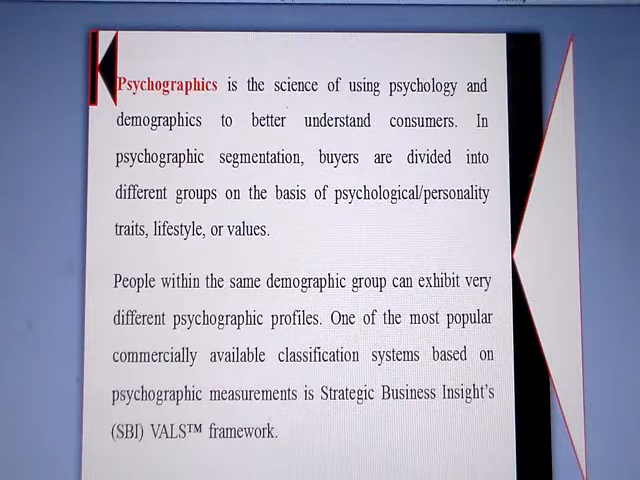 Psychographics is the science of using psychology and
demographics to better understand consumers. In
psychographic segmentation, buyers are divided into
different groups on the basis of psychological/personality
traits, lifestyle, or values.
People within the same demographic group can exhibit very
different psychographic profiles. One of the most popular
commercially available classification systems based on
psychographic measurements is Strategic Business Insight's
(SBI) VALS™ framework.